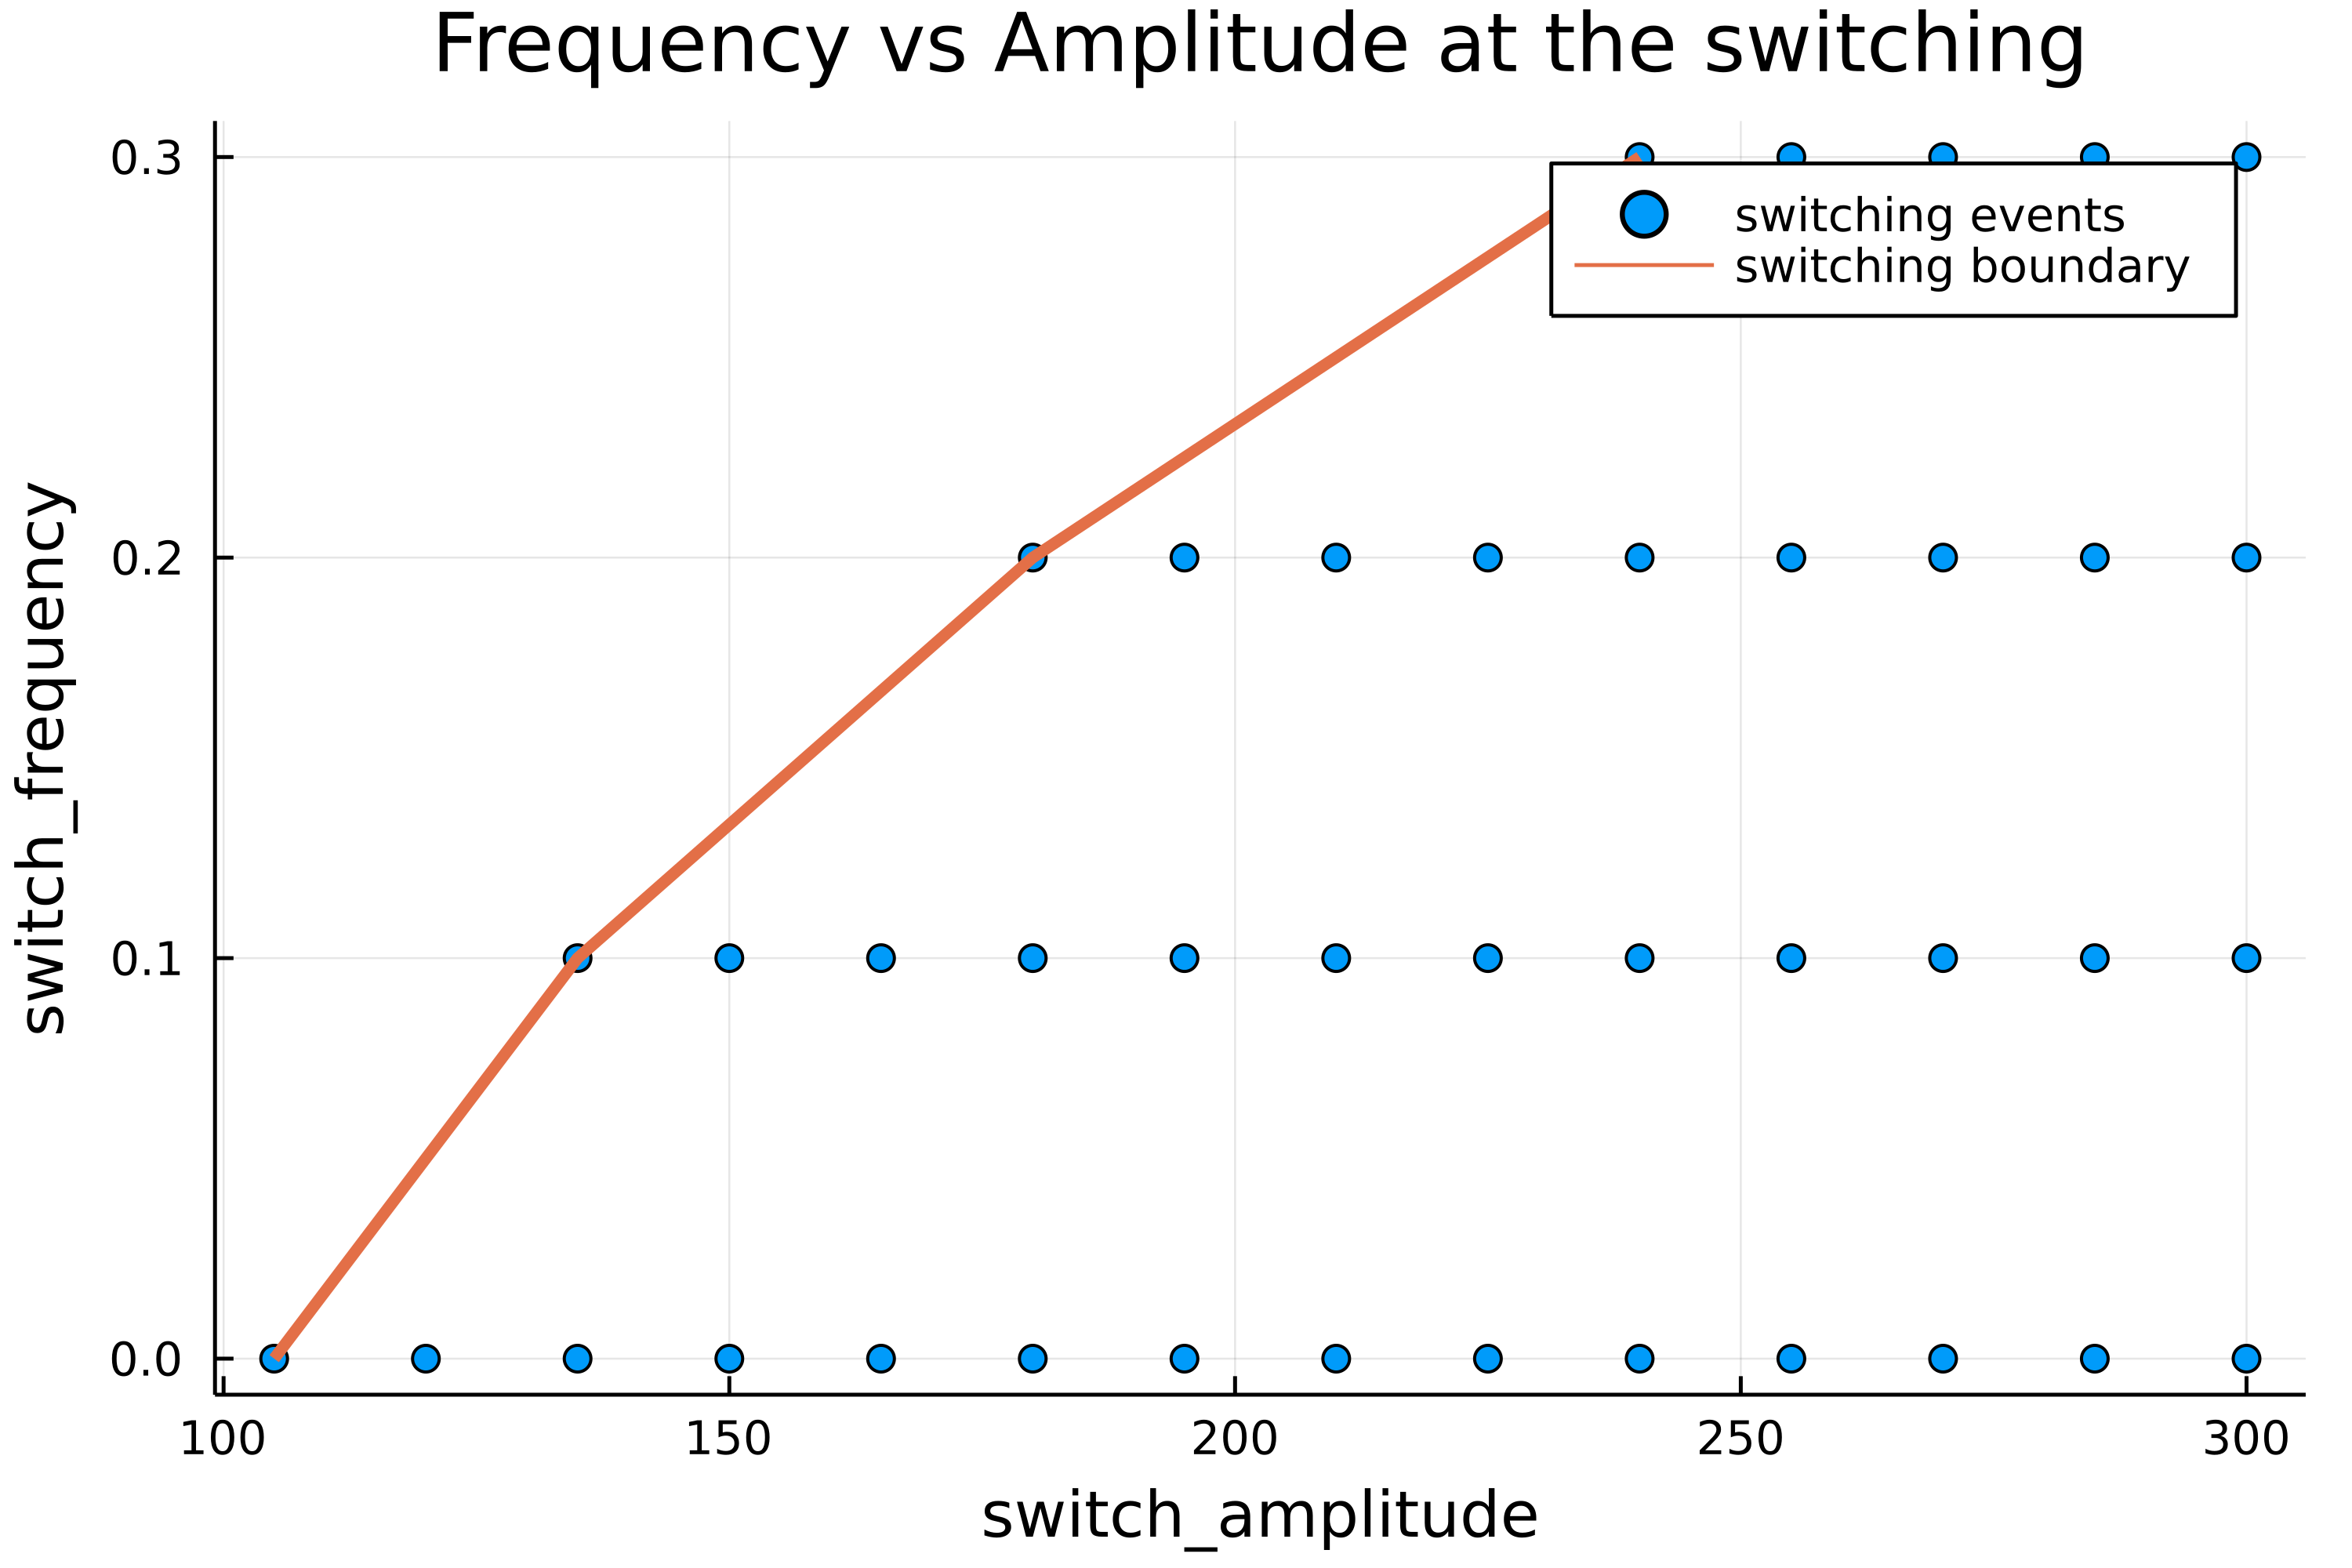 Frequency vs Amplitude at the switching
switching events
switching boundary
switch_frequency
0.3
0.2
0.1
0.0
100 150 200 250 300
switch_amplitude